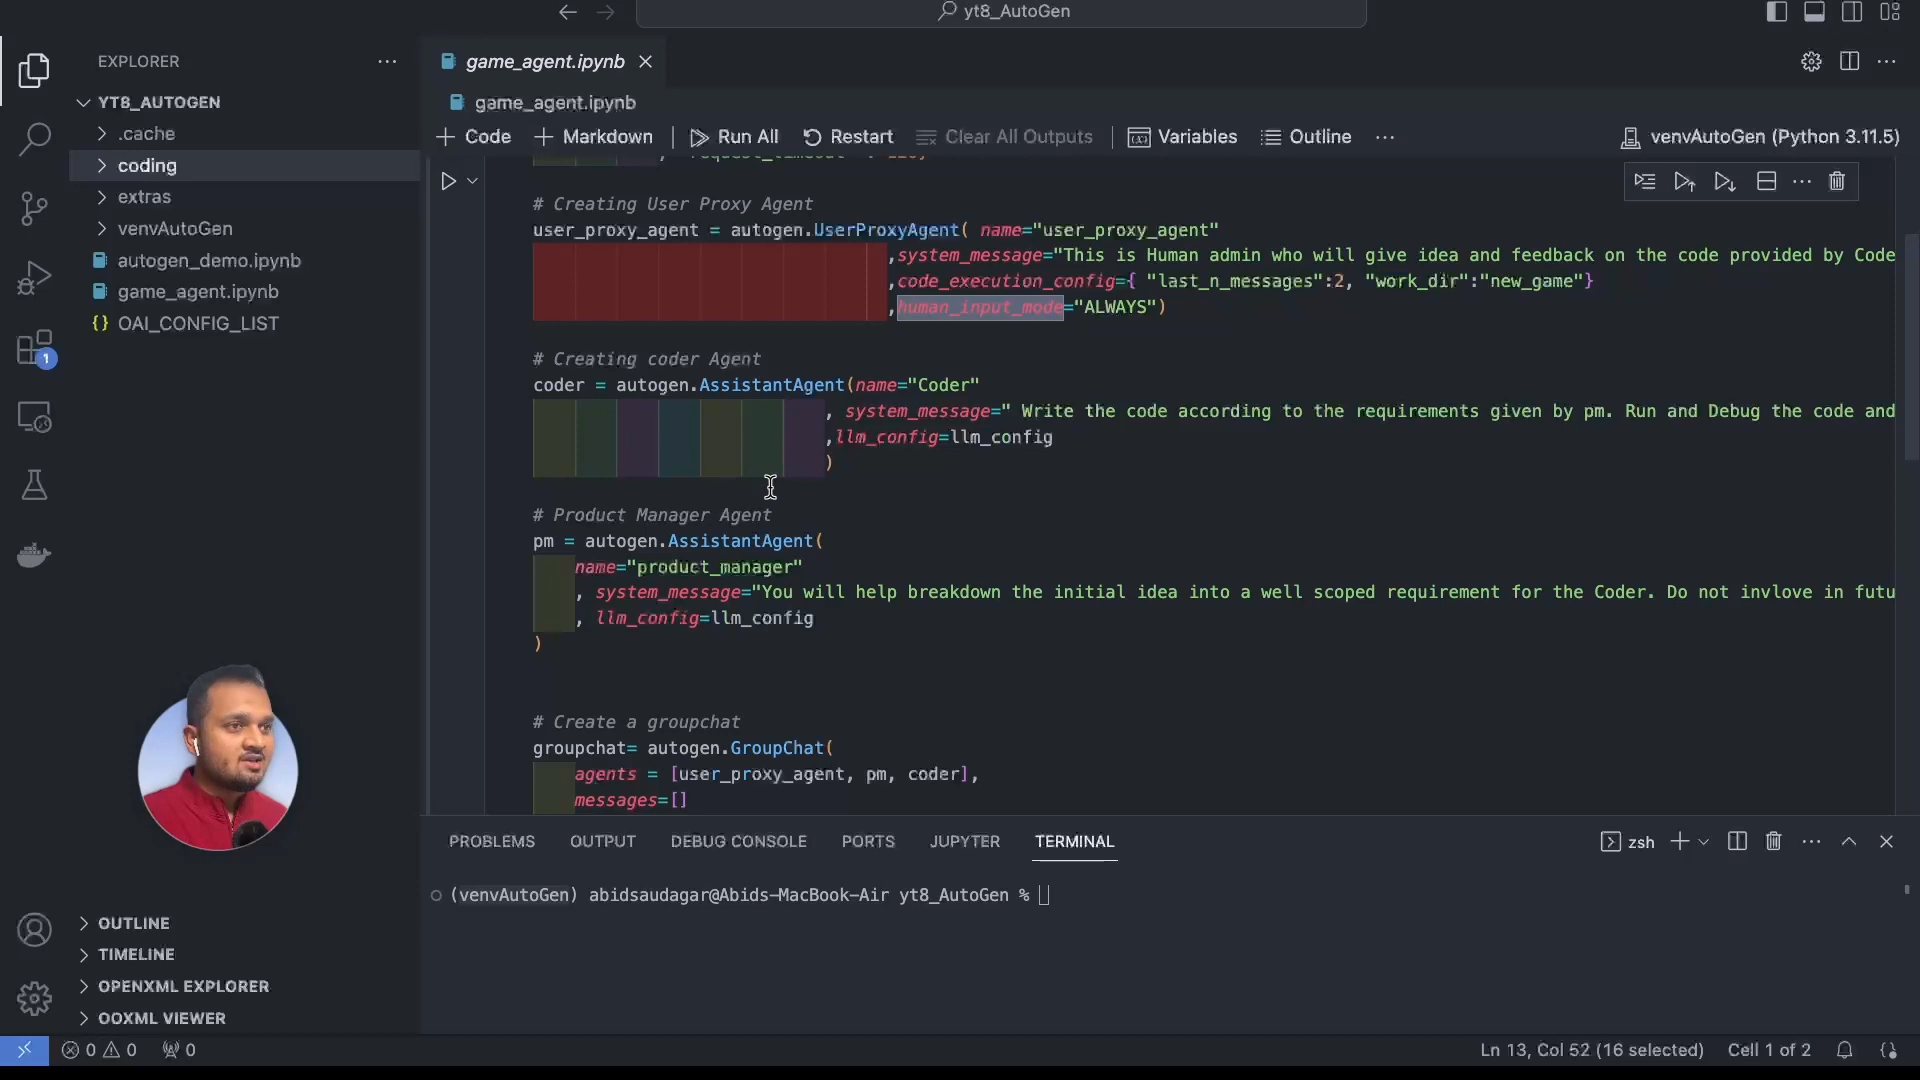 yt8_AutoGen
EXPLORER
YT8_AUTOGEN
.cache
coding
extras
venvAutoGen
autogen_demo.ipynb
game_agent.ipynb
{} OAI_CONFIG_LIST
1
OUTLINE
TIMELINE
OPENXML EXPLORER
OOXML VIEWER
game_agent.ipynb
game_agent.ipynb
+ Code + Markdown | Run All Restart Clear All Outputs | Variables Outline ...
venvAutoGen (Python 3.11.5)
# Creating User Proxy Agent
user_proxy_agent = autogen.UserProxyAgent( name="user_proxy_agent"
,system_message="This is Human admin who will give idea and feedback on the code provided by Code
,code_execution_config={ "last_n_messages":2, "work_dir":"new_game"}
,human_input_mode="ALWAYS")
# Creating coder Agent
coder = autogen.AssistantAgent(name="Coder"
, system_message=" Write the code according to the requirements given by pm. Run and Debug the code and
,llm_config=llm_config
)
# Product Manager Agent
pm = autogen.AssistantAgent(
name="product_manager"
, system_message="You will help breakdown the initial idea into a well scoped requirement for the Coder. Do not invlove in futu
, llm_config=llm_config
)
# Create a groupchat
groupchat= autogen.GroupChat(
agents = [user_proxy_agent, pm, coder],
messages=[]
PROBLEMS OUTPUT DEBUG CONSOLE PORTS JUPYTER TERMINAL
zsh
(venvAutoGen) abidsaudagar@Abids-MacBook-Air yt8_AutoGen %
0 0 0
Ln 13, Col 52 (16 selected) Cell 1 of 2